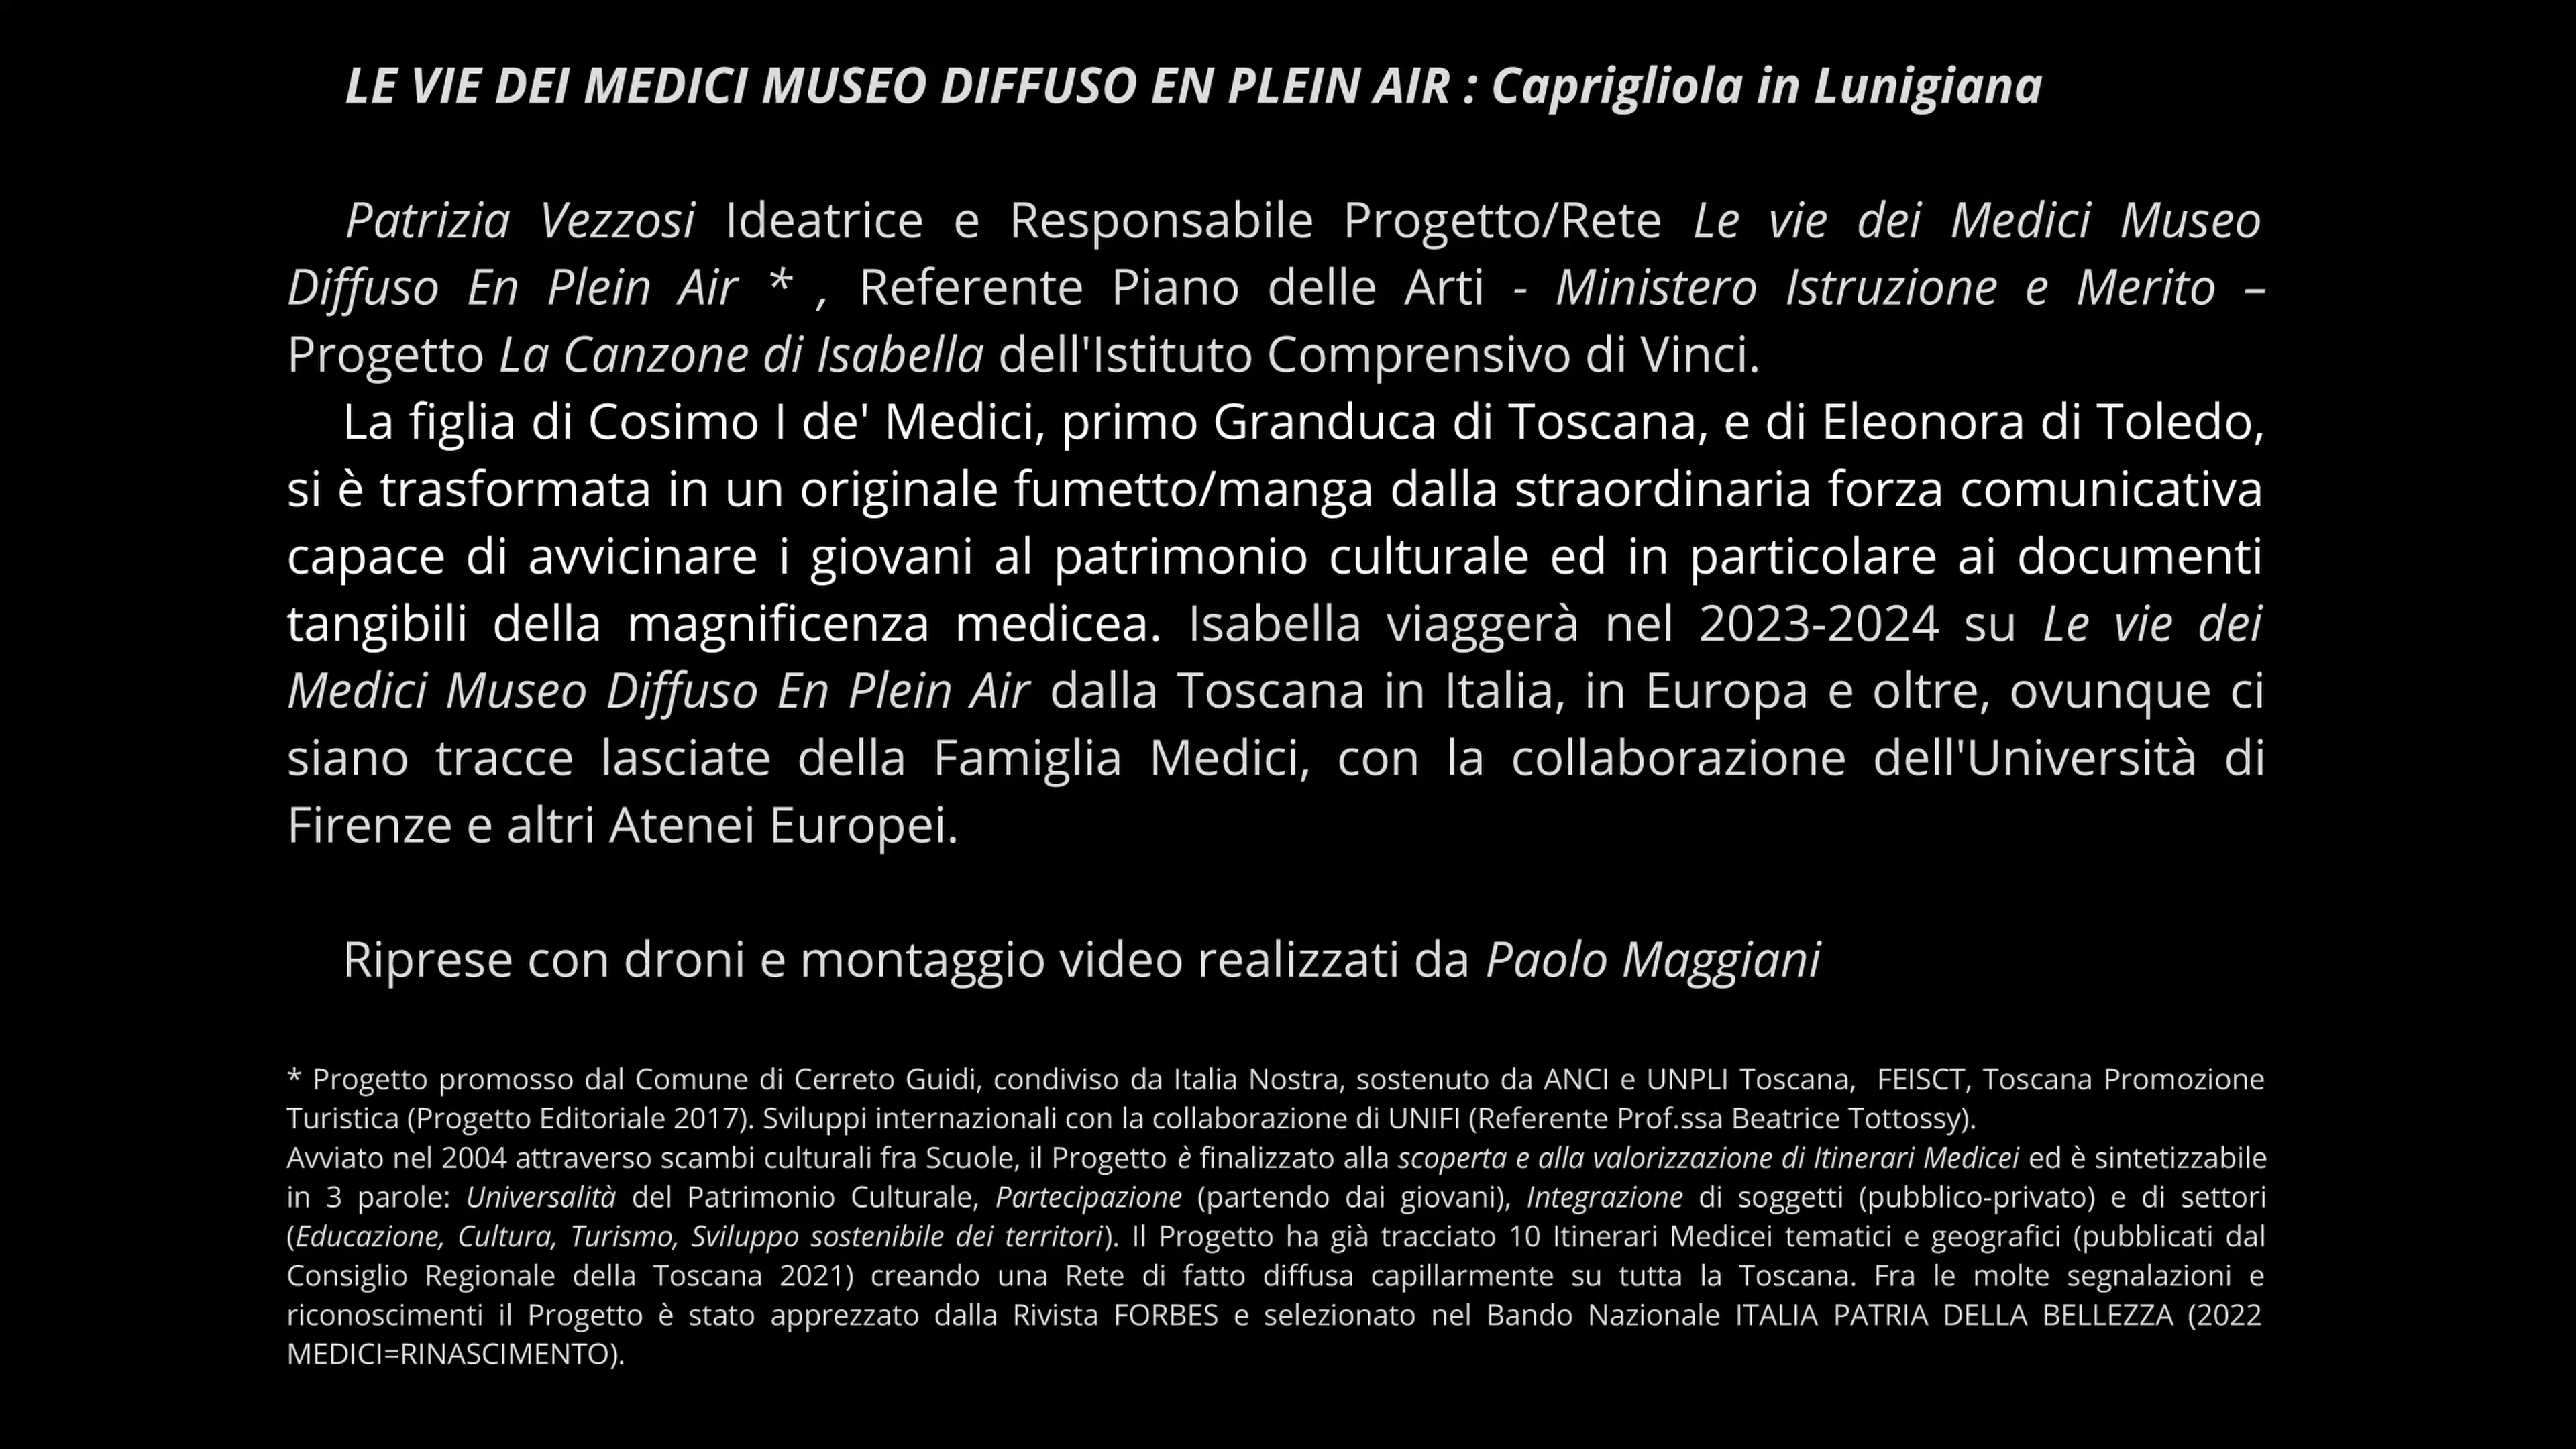 LE VIE DEI MEDICI MUSEO DIFFUSO EN PLEIN AIR : Caprigliola in Lunigiana
Patrizia Vezzosi Ideatrice e Responsabile Progetto/Rete Le vie dei Medici Museo
Diffuso En Plein Air * , Referente Piano delle Arti - Ministero Istruzione e Merito –
Progetto La Canzone di Isabella dell'Istituto Comprensivo di Vinci.
La figlia di Cosimo I de' Medici, primo Granduca di Toscana, e di Eleonora di Toledo,
si è trasformata in un originale fumetto/manga dalla straordinaria forza comunicativa
capace di avvicinare i giovani al patrimonio culturale ed in particolare ai documenti
tangibili della magnificenza medicea. Isabella viaggerà nel 2023-2024 su Le vie dei
Medici Museo Diffuso En Plein Air dalla Toscana in Italia, in Europa e oltre, ovunque ci
siano tracce lasciate della Famiglia Medici, con la collaborazione dell'Università di
Firenze e altri Atenei Europei.
Riprese con droni e montaggio video realizzati da Paolo Maggiani
* Progetto promosso dal Comune di Cerreto Guidi, condiviso da Italia Nostra, sostenuto da ANCI e UNPLI Toscana, FEISCT, Toscana Promozione
Turistica (Progetto Editoriale 2017). Sviluppi internazionali con la collaborazione di UNIFI (Referente Prof.ssa Beatrice Tottossy).
Avviato nel 2004 attraverso scambi culturali fra Scuole, il Progetto è finalizzato alla scoperta e alla valorizzazione di Itinerari Medicei ed è sintetizzabile
in 3 parole: Universalità del Patrimonio Culturale, Partecipazione (partendo dai giovani), Integrazione di soggetti (pubblico-privato) e di settori
(Educazione, Cultura, Turismo, Sviluppo sostenibile dei territori). Il Progetto ha già tracciato 10 Itinerari Medicei tematici e geografici (pubblicati dal
Consiglio Regionale della Toscana 2021) creando una Rete di fatto diffusa capillarmente su tutta la Toscana. Fra le molte segnalazioni e
riconoscimenti il Progetto è stato apprezzato dalla Rivista FORBES e selezionato nel Bando Nazionale ITALIA PATRIA DELLA BELLEZZA (2022
MEDICI=RINASCIMENTO).